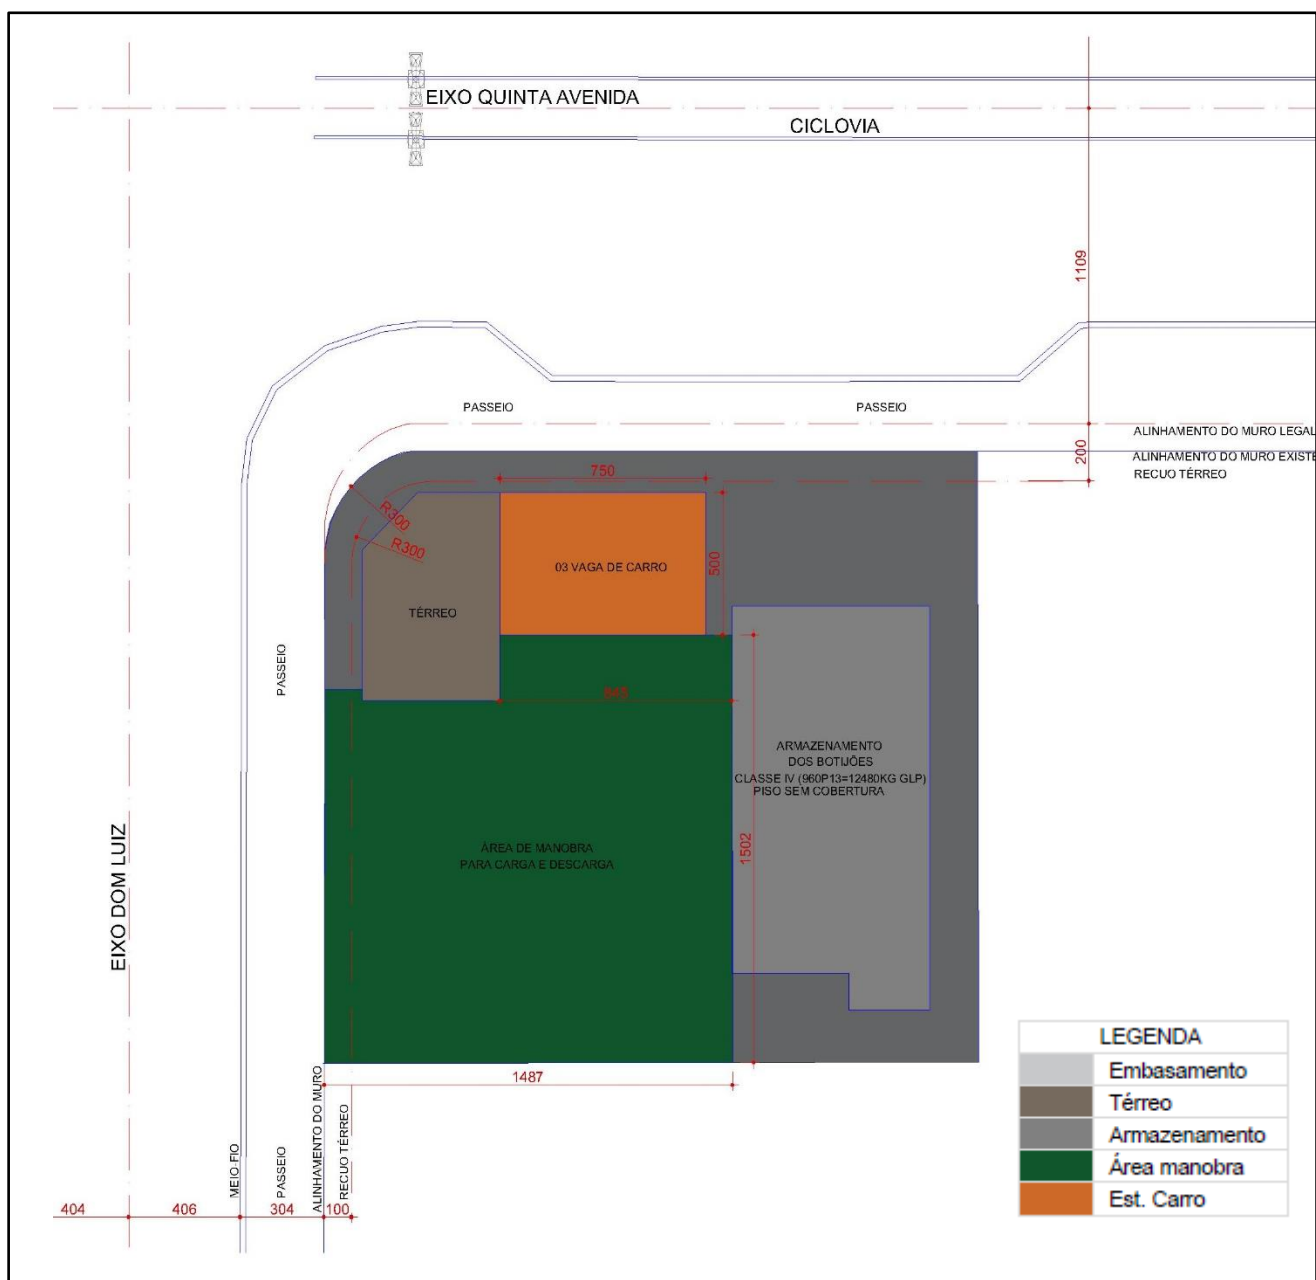 EIXO QUINTA AVENIDA
CICLOVIA
1109
PASSEIO
PASSEIO
ALINHAMENTO DO MURO LEGAL
200
ALINHAMENTO DO MURO EXISTE
RECUO TÉRREO
750
R300
R300
500
03 VAGA DE CARRO
TÉRREO
PASSEIO
ARMAZENAMENTO
DOS BOTIJÕES
CLASSE IV (960P13=12480KG GLP)
PISO SEM COBERTURA
1502
ÁREA DE MANOBRA
PARA CARGA E DESCARGA
EIXO DOM LUIZ
1487
MEIO-FIO
PASSEIO
ALINHAMENTO DO MURO
RECUO TÉRREO
404
406
304
100
LEGENDA
Embasamento
Térreo
Armazenamento
Área manobra
Est. Carro